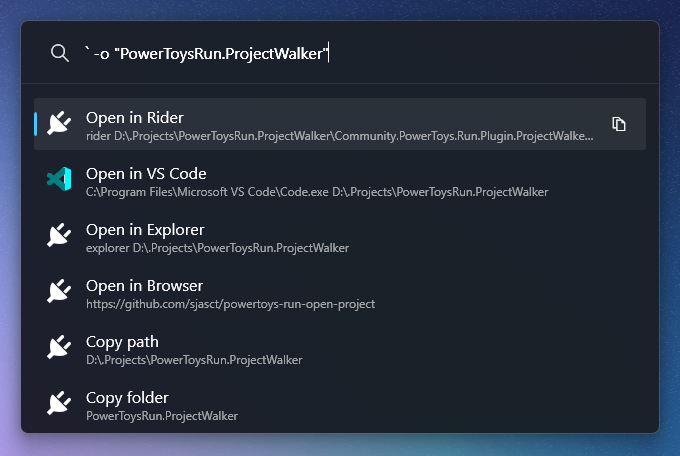 ` -o "PowerToysRun.ProjectWalker"
Open in Rider
rider D:\.Projects\PowerToysRun.ProjectWalker\Community.PowerToys.Run.Plugin.ProjectWalke...
Open in VS Code
C:\Program Files\Microsoft VS Code\Code.exe D:\.Projects\PowerToysRun.ProjectWalker
Open in Explorer
explorer D:\.Projects\PowerToysRun.ProjectWalker
Open in Browser
https://github.com/sjasct/powertoys-run-open-project
Copy path
D:\.Projects\PowerToysRun.ProjectWalker
Copy folder
PowerToysRun.ProjectWalker